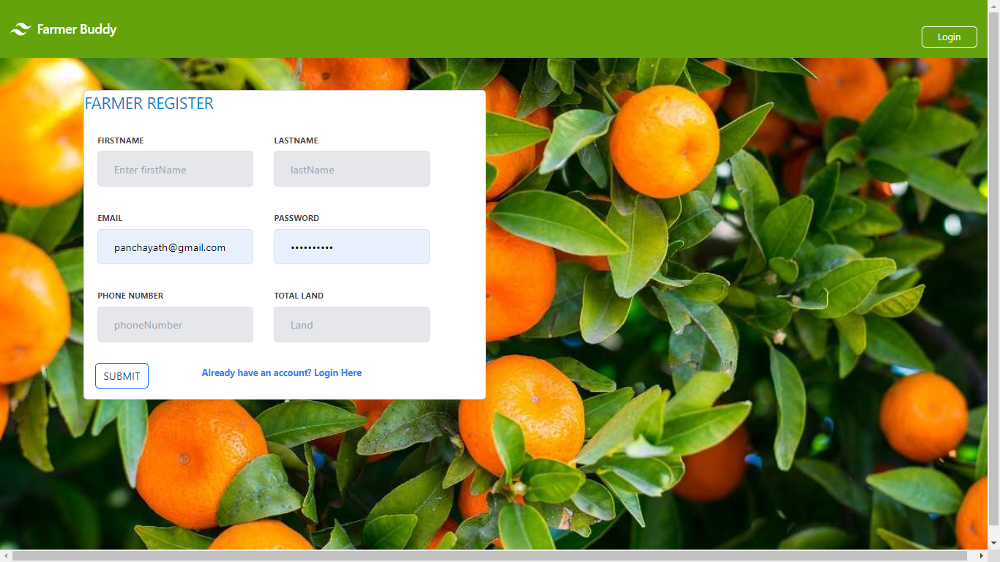 Farmer Buddy
Login
FARMER REGISTER
FIRSTNAME LASTNAME
Enter firstName lastName
EMAIL PASSWORD
panchayath@gmail.com ••••••••••
PHONE NUMBER TOTAL LAND
phoneNumber Land
SUBMIT Already have an account? Login Here